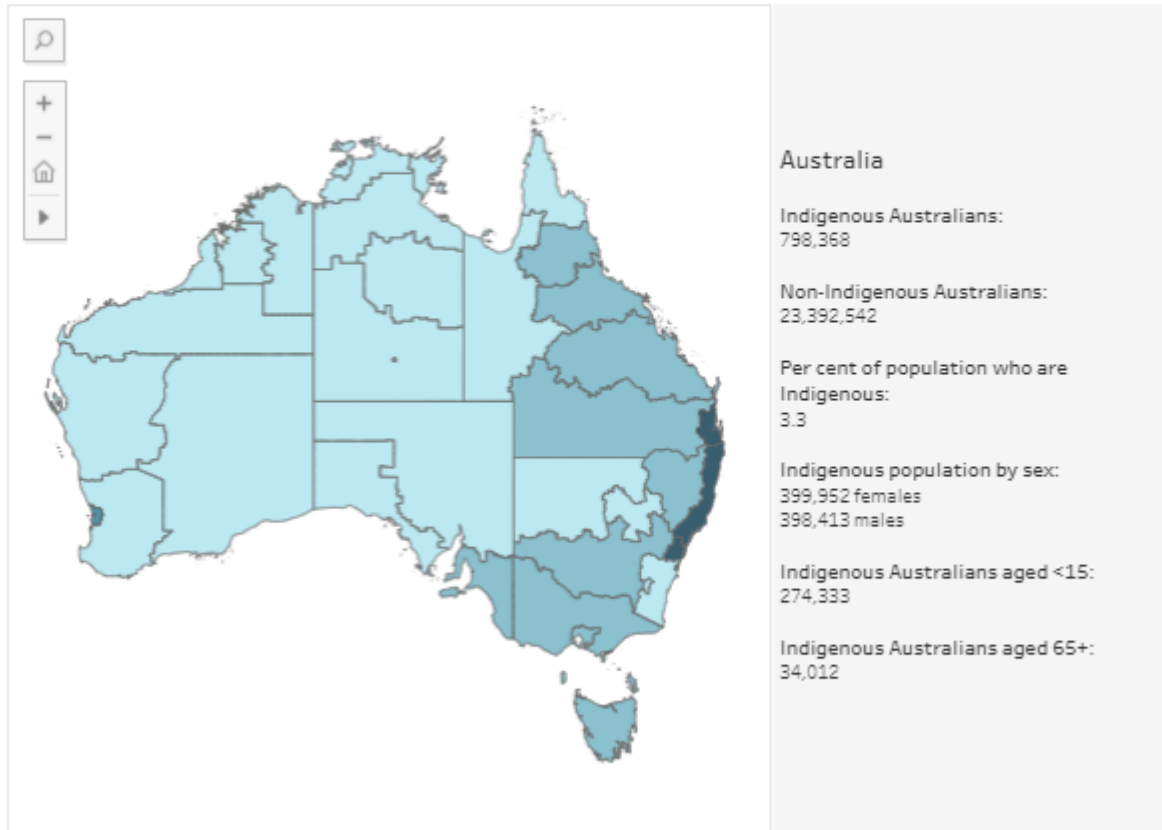 Australia
Indigenous Australians:
798,368
Non-Indigenous Australians:
23,392,542
Per cent of population who are
Indigenous:
3.3
Indigenous population by sex:
399,952 females
398,413 males
Indigenous Australians aged <15:
274,333
Indigenous Australians aged 65+:
34,012